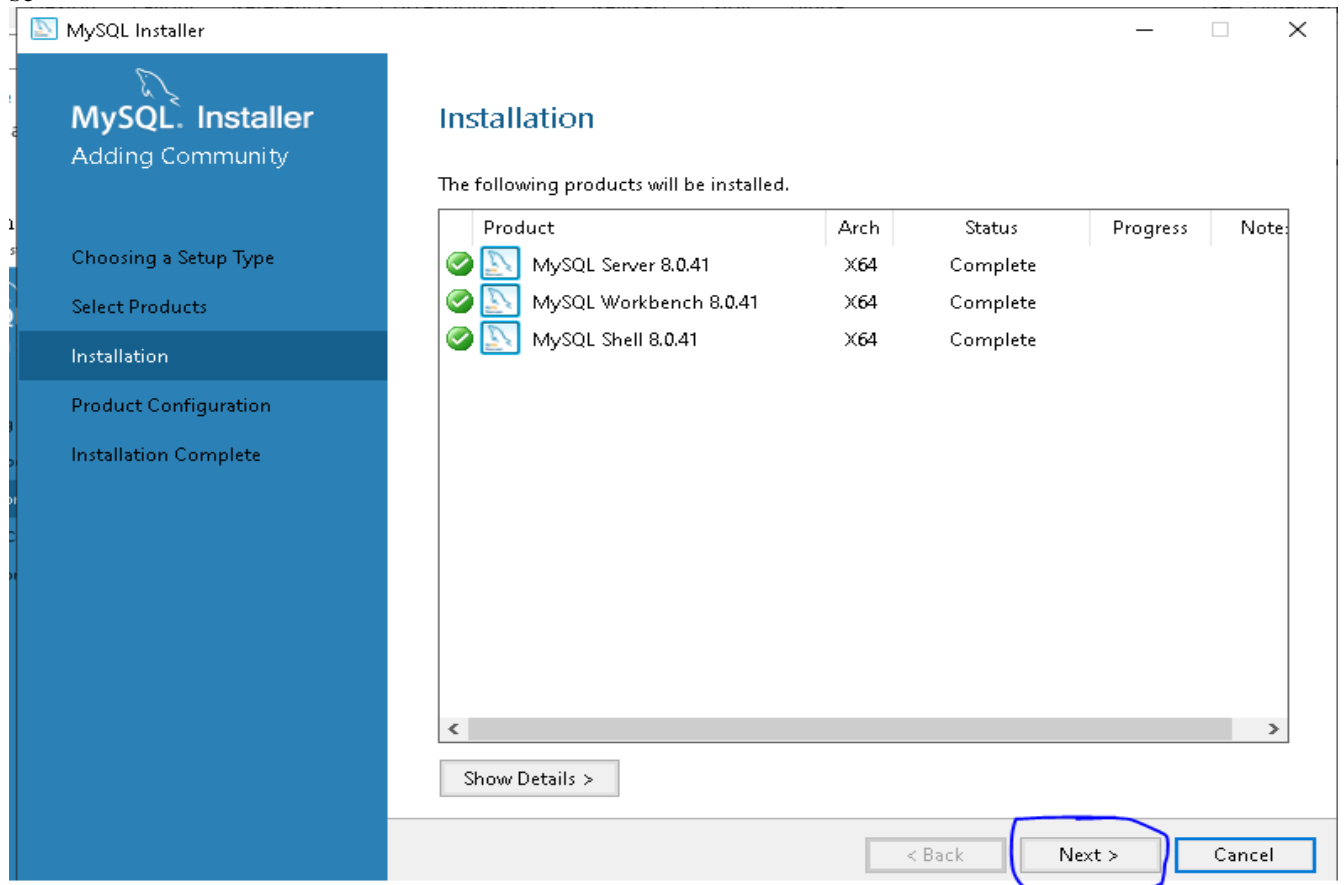 MySQL Installer
MySQL. Installer
Adding Community
Choosing a Setup Type
Select Products
Installation
Product Configuration
Installation Complete
Installation
The following products will be installed.
Product Arch Status Progress Notes
MySQL Server 8.0.41 X64 Complete
MySQL Workbench 8.0.41 X64 Complete
MySQL Shell 8.0.41 X64 Complete
Show Details >
< Back Next > Cancel